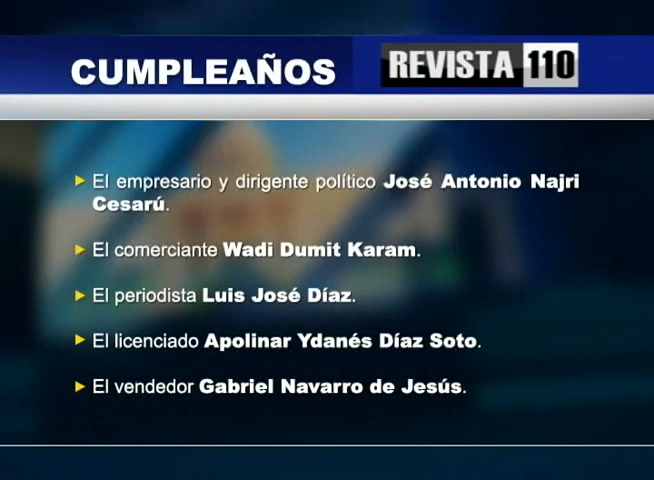 CUMPLEAÑOS
REVISTA 110
El empresario y dirigente político José Antonio Najri
Cesarú.
El comerciante Wadi Dumit Karam.
El periodista Luis José Díaz.
El licenciado Apolinar Ydanés Díaz Soto.
El vendedor Gabriel Navarro de Jesús.